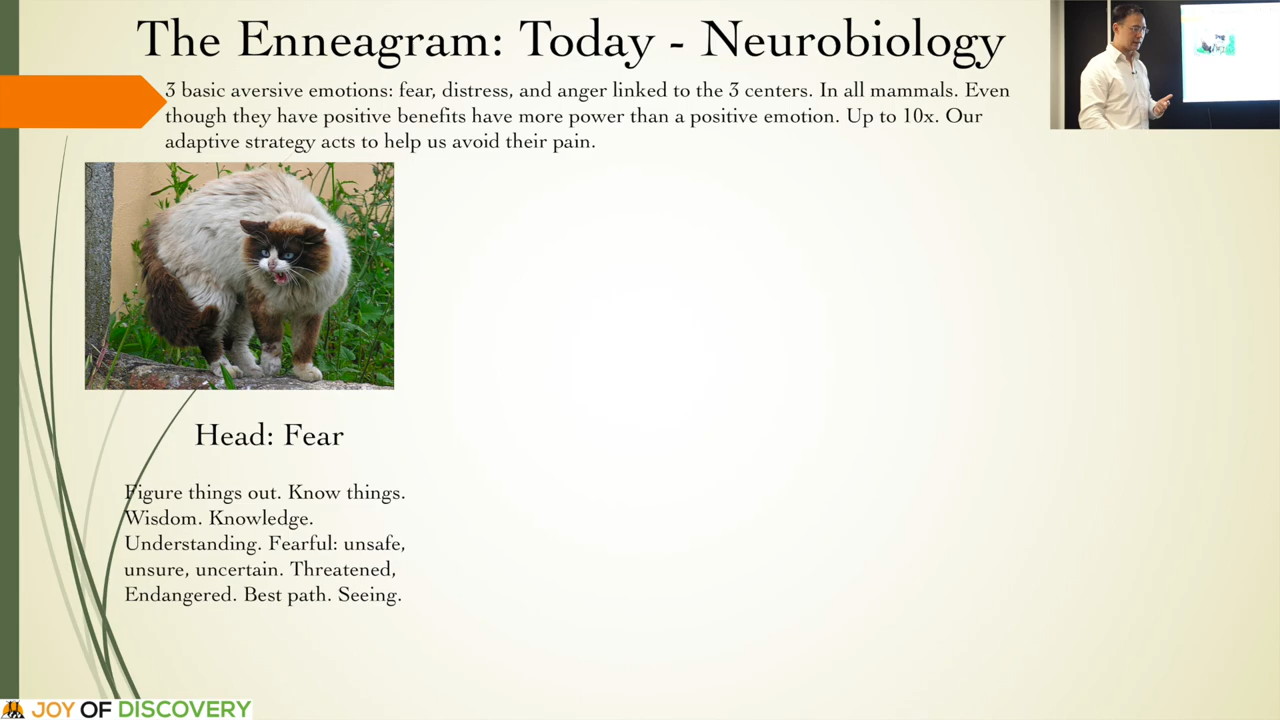 The Enneagram: Today - Neurobiology
3 basic aversive emotions: fear, distress, and anger linked to the 3 centers. In all mammals. Even
though they have positive benefits have more power than a positive emotion. Up to 10x. Our
adaptive strategy acts to help us avoid their pain.
Head: Fear
Figure things out. Know things.
Wisdom. Knowledge.
Understanding. Fearful: unsafe,
unsure, uncertain. Threatened,
Endangered. Best path. Seeing.
JOY OF DISCOVERY